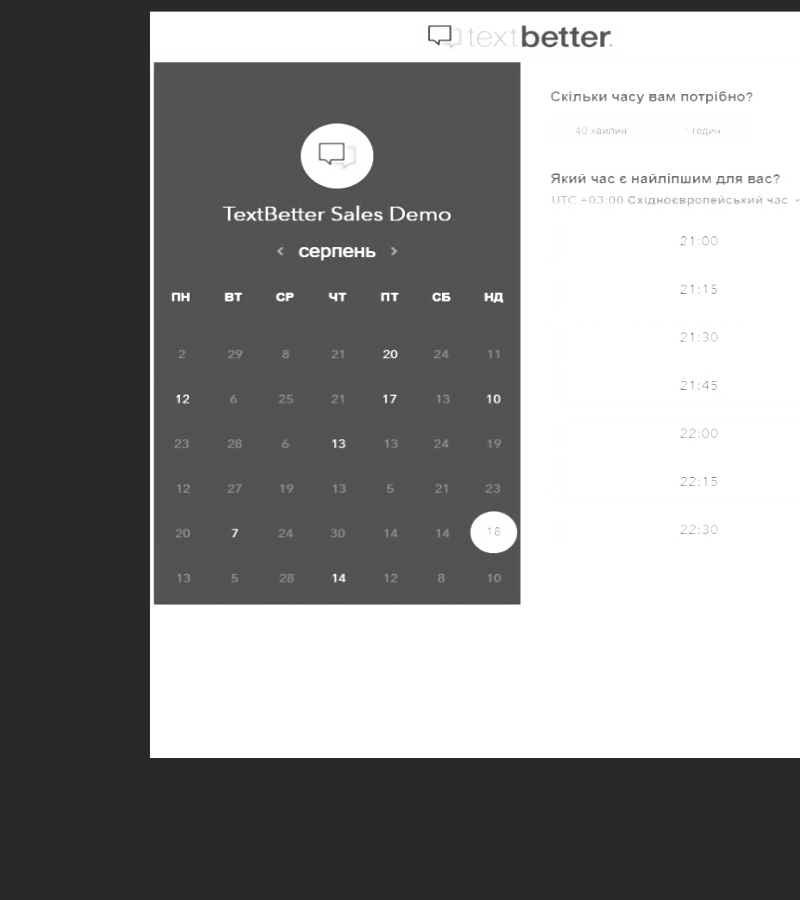 textbetter.
TextBetter Sales Demo
< серпень >
ПН ВТ СР ЧТ ПТ СБ НД
2 29 8 21 20 24 11
12 6 25 21 17 13 10
23 28 6 13 13 24 19
12 27 19 13 5 21 23
20 7 24 30 14 14 18
13 5 28 14 12 8 10
Скільки часу вам потрібно?
40 хвилин 1 годин
Який час є найліпшим для вас?
UTC +03:00 Східноєвропейський час
21:00
21:15
21:30
21:45
22:00
22:15
22:30